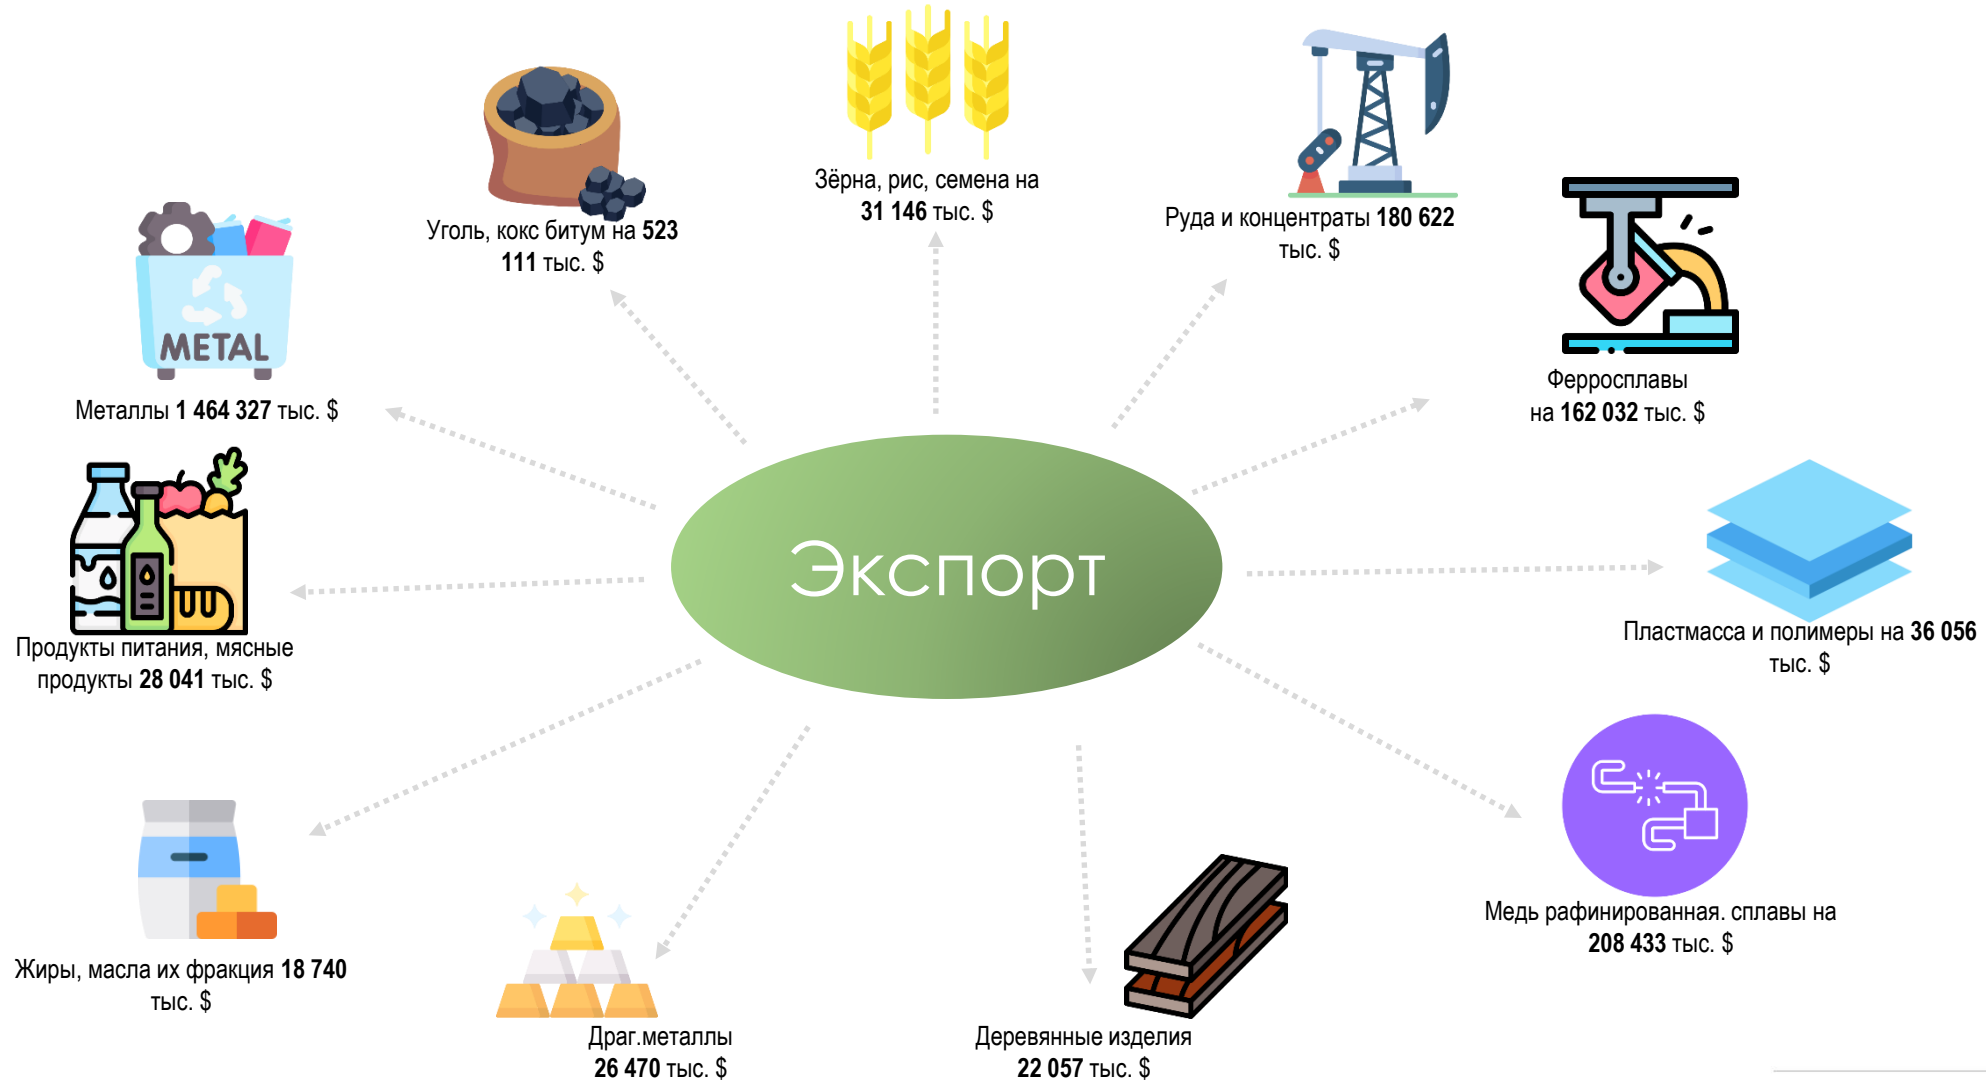 Зёрна, рис, семена на
31 146 тыс. $
Уголь, кокс битум на 523
111 тыс. $
Руда и концентраты 180 622
тыс. $
METAL
Металлы 1 464 327 тыс. $
Ферросплавы
на 162 032 тыс. $
Экспорт
Продукты питания, мясные
продукты 28 041 тыс. $
Пластмасса и полимеры на 36 056
тыс. $
Медь рафинированная. сплавы на
208 433 тыс. $
Жиры, масла их фракция 18 740
тыс. $
Драг.металлы
26 470 тыс. $
Деревянные изделия
22 057 тыс. $